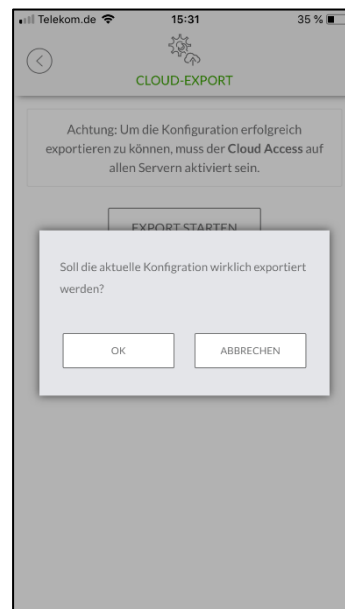 Telekom.de
15:31
35 %
CLOUD-EXPORT
Achtung: Um die Konfiguration erfolgreich
exportieren zu können, muss der Cloud Access auf
allen Servern aktiviert sein.
EXPORT STARTEN
Soll die aktuelle Konfigration wirklich exportiert
werden?
OK
ABBRECHEN